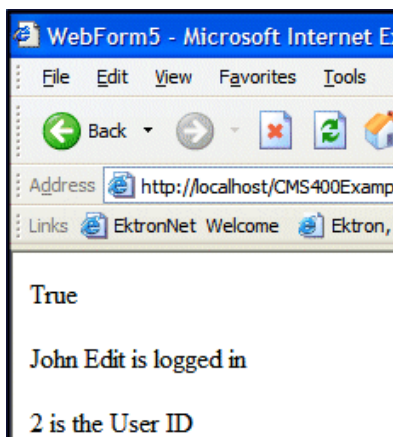 WebForm5 - Microsoft Internet E
File Edit View Favorites Tools
Back
Address http://localhost/CMS400Examp
Links EktronNet Welcome Ektron,
True
John Edit is logged in
2 is the User ID